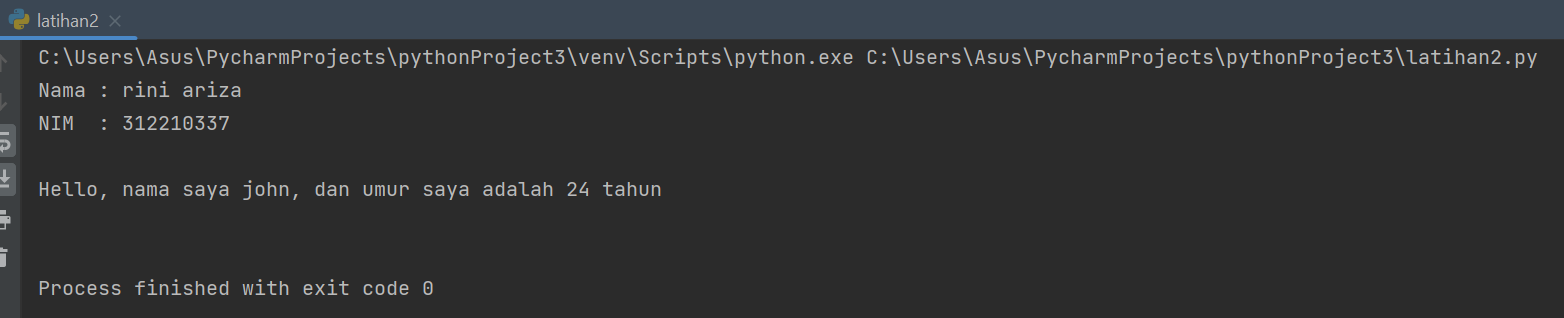 latihan2
C:\Users\Asus\PycharmProjects\pythonProject3\venv\Scripts\python.exe C:\Users\Asus\PycharmProjects\pythonProject3\latihan2.py
Nama : rini ariza
NIM  : 312210337
Hello, nama saya john, dan umur saya adalah 24 tahun
Process finished with exit code 0